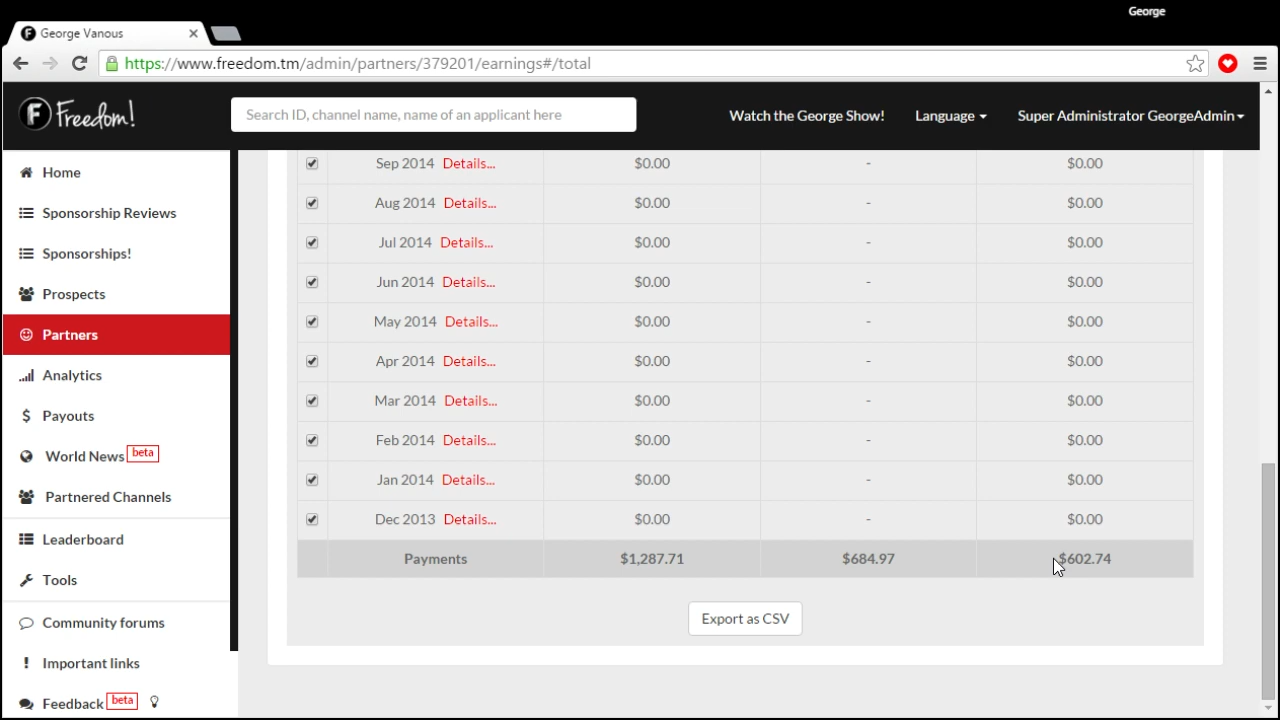 George
George Vanous
https://www.freedom.tm/admin/partners/379201/earnings#/total
Freedom!
Search ID, channel name, name of an applicant here
Watch the George Show!
Language
Super Administrator GeorgeAdmin
Home
Sponsorship Reviews
Sponsorships!
Prospects
Partners
Analytics
$ Payouts
World News beta
Partnered Channels
Leaderboard
Tools
Community forums
! Important links
Feedback beta
Sep 2014 Details... $0.00 - $0.00
Aug 2014 Details... $0.00 - $0.00
Jul 2014 Details... $0.00 - $0.00
Jun 2014 Details... $0.00 - $0.00
May 2014 Details... $0.00 - $0.00
Apr 2014 Details... $0.00 - $0.00
Mar 2014 Details... $0.00 - $0.00
Feb 2014 Details... $0.00 - $0.00
Jan 2014 Details... $0.00 - $0.00
Dec 2013 Details... $0.00 - $0.00
Payments $1,287.71 $684.97 $602.74
Export as CSV